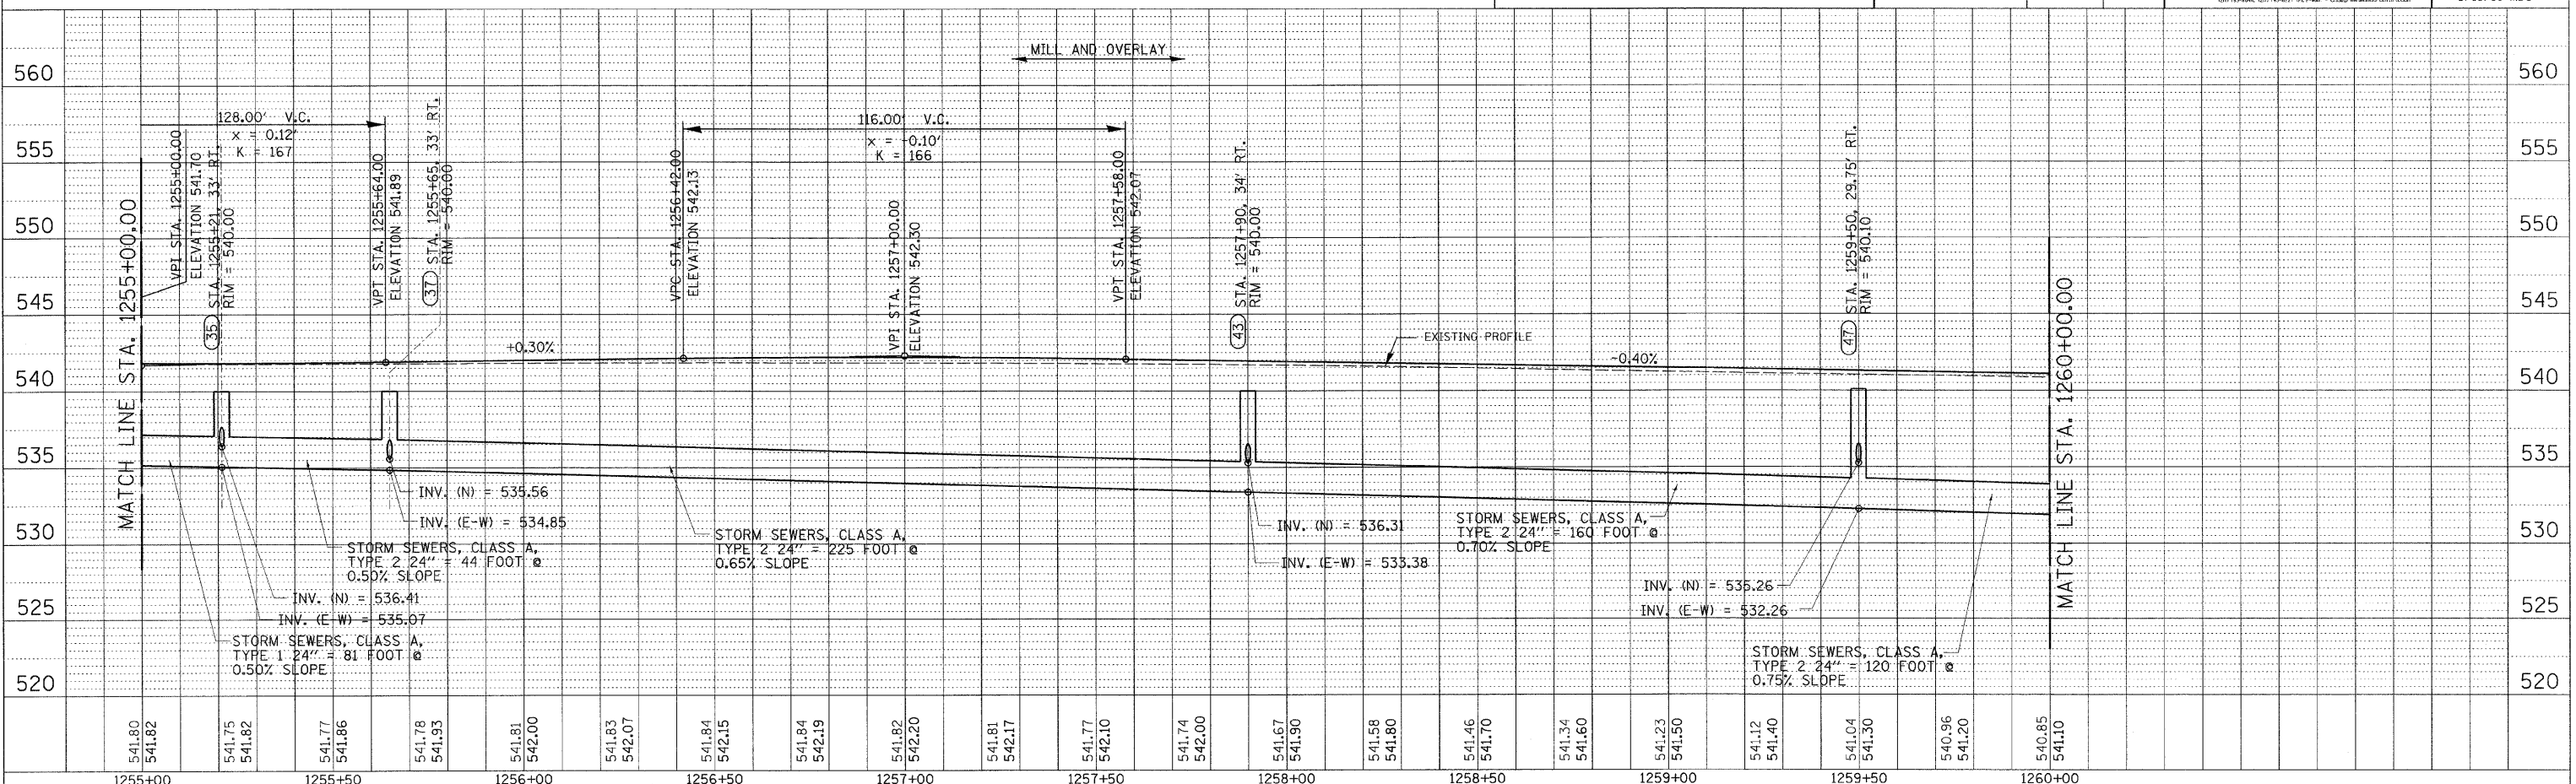 MILL AND OVERLAY
560
560
555
555
550
550
545
545
540
540
535
535
530
530
525
525
520
520
MATCH LINE STA. 1255+00.00
VPI STA. 1255+00.00
ELEVATION 541.70
128.00' V.C.
x = 0.12'
K = 167
35
STA. 1255+21, 33' RT.
RIM = 540.00
VPT STA. 1255+64.00
ELEVATION 541.89
37
STA. 1255+65, 33' RT.
RIM = 540.00
+0.30%
VPC STA. 1256+42.00
ELEVATION 542.13
116.00' V.C.
x = -0.10'
K = 166
VPI STA. 1257+00.00
ELEVATION 542.30
VPT STA. 1257+58.00
ELEVATION 542.07
43
STA. 1257+90, 34' RT.
RIM = 540.00
EXISTING PROFILE
-0.40%
47
STA. 1259+50, 29.75' RT.
RIM = 540.10
MATCH LINE STA. 1260+00.00
INV. (N) = 535.56
INV. (E-W) = 534.85
STORM SEWERS, CLASS A,
TYPE 2 24" = 44 FOOT @
0.50% SLOPE
INV. (N) = 536.41
INV. (E-W) = 535.07
STORM SEWERS, CLASS A,
TYPE 1 24" = 81 FOOT @
0.50% SLOPE
STORM SEWERS, CLASS A,
TYPE 2 24" = 225 FOOT @
0.65% SLOPE
INV. (N) = 536.31
INV. (E-W) = 533.38
STORM SEWERS, CLASS A,
TYPE 2 24" = 160 FOOT @
0.70% SLOPE
INV. (N) = 535.26
INV. (E-W) = 532.26
STORM SEWERS, CLASS A,
TYPE 2 24" = 120 FOOT @
0.75% SLOPE
541.80
541.82
541.75
541.82
541.77
541.86
541.78
541.93
541.81
542.00
541.83
542.07
541.84
542.15
541.84
542.19
541.82
542.20
541.81
542.17
541.77
542.10
541.74
542.00
541.67
541.90
541.58
541.80
541.46
541.70
541.34
541.60
541.23
541.50
541.12
541.40
541.04
541.30
540.96
541.20
540.85
541.10
1255+00
1255+50
1256+00
1256+50
1257+00
1257+50
1258+00
1258+50
1259+00
1259+50
1260+00